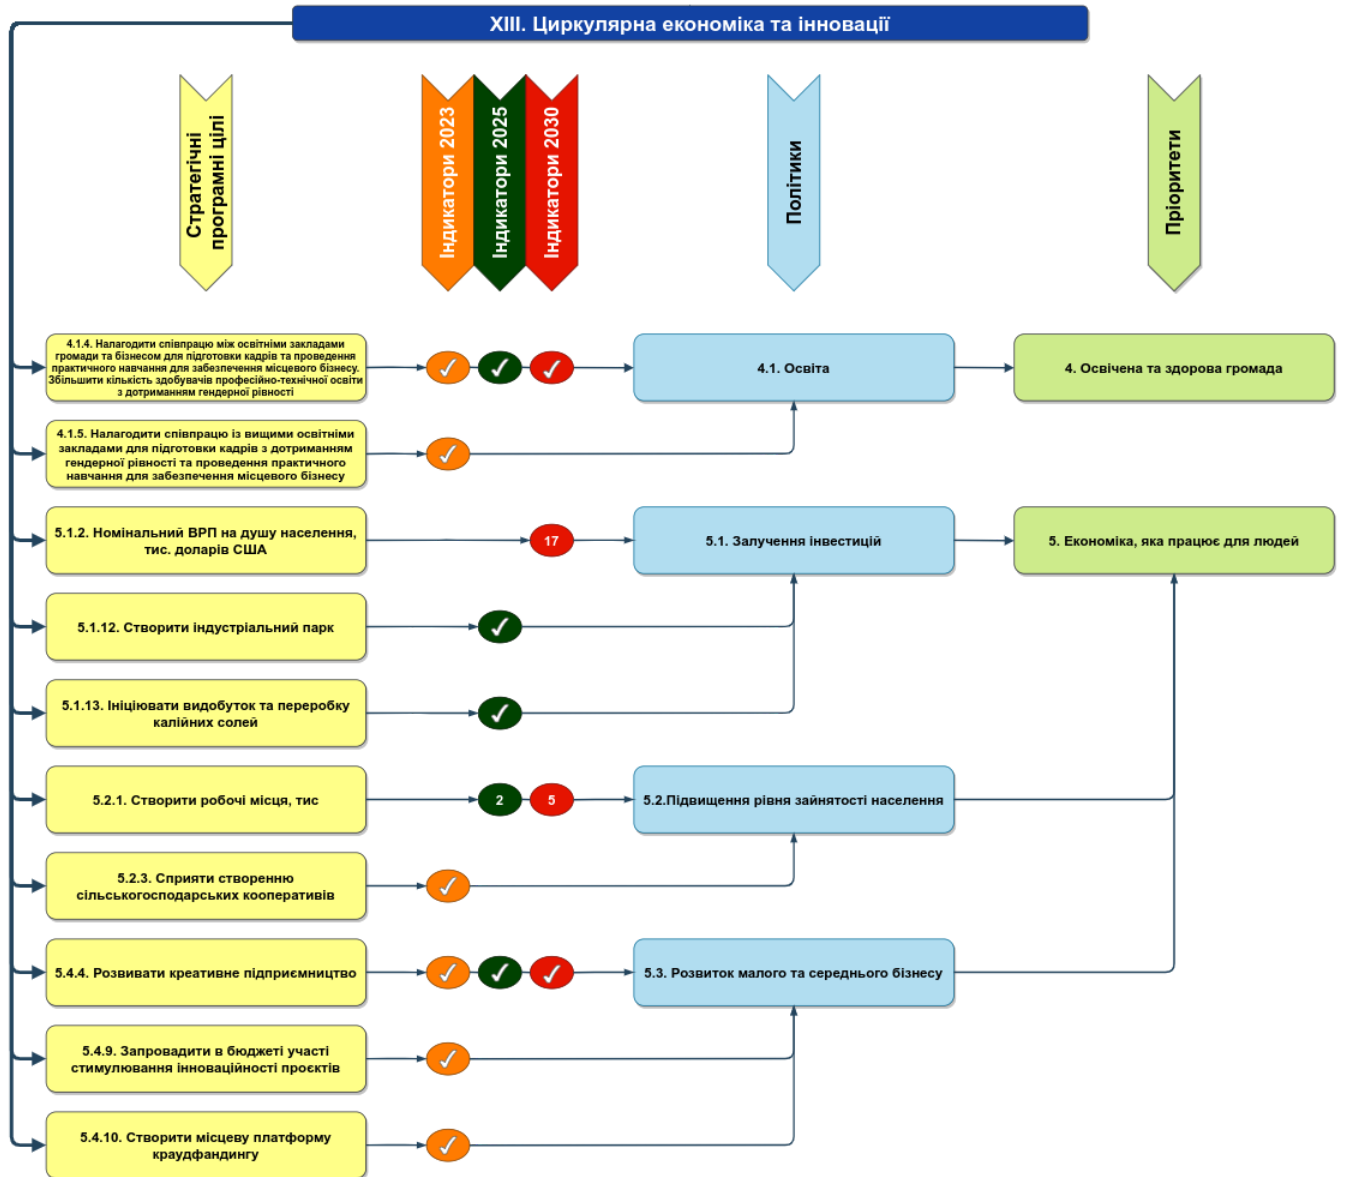 XIII. Циркулярна економіка та інновації
Стратегічні
програмні цілі
Індикатори 2023
Індикатори 2025
Індикатори 2030
Політики
Пріоритети
4.1.4. Налагодити співпрацю між освітніми закладами
громади та бізнесом для підготовки кадрів та проведення
практичного навчання для забезпечення місцевого бізнесу.
Збільшити кількість здобувачів професійно-технічної освіти
з дотриманням гендерної рівності
4.1. Освіта
4. Освічена та здорова громада
4.1.5. Налагодити співпрацю із вищими освітніми
закладами для підготовки кадрів з дотриманням
гендерної рівності та проведення практичного
навчання для забезпечення місцевого бізнесу
5.1.2. Номінальний ВРП на душу населення,
тис. доларів США
17
5.1. Залучення інвестицій
5. Економіка, яка працює для людей
5.1.12. Створити індустріальний парк
5.1.13. Ініціювати видобуток та переробку
калійних солей
5.2.1. Створити робочі місця, тис
2
5
5.2.Підвищення рівня зайнятості населення
5.2.3. Сприяти створенню
сільськогосподарських кооперативів
5.4.4. Розвивати креативне підприємництво
5.3. Розвиток малого та середнього бізнесу
5.4.9. Запровадити в бюджеті участі
стимулювання інноваційності проєктів
5.4.10. Створити місцеву платформу
краудфандингу